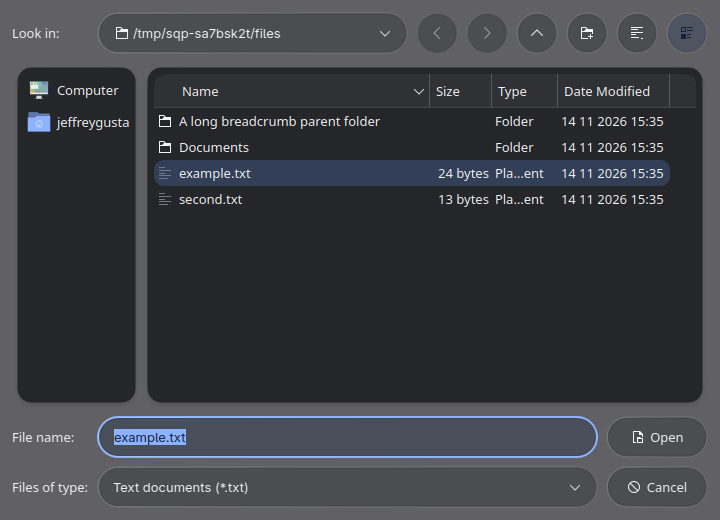 Look in: /tmp/sqp-sa7bsk2t/files
Computer
jeffreygusta
Name Size Type Date Modified
A long breadcrumb parent folder Folder 14 11 2026 15:35
Documents Folder 14 11 2026 15:35
example.txt 24 bytes Pla...ent 14 11 2026 15:35
second.txt 13 bytes Pla...ent 14 11 2026 15:35
File name: example.txt Open
Files of type: Text documents (*.txt) Cancel